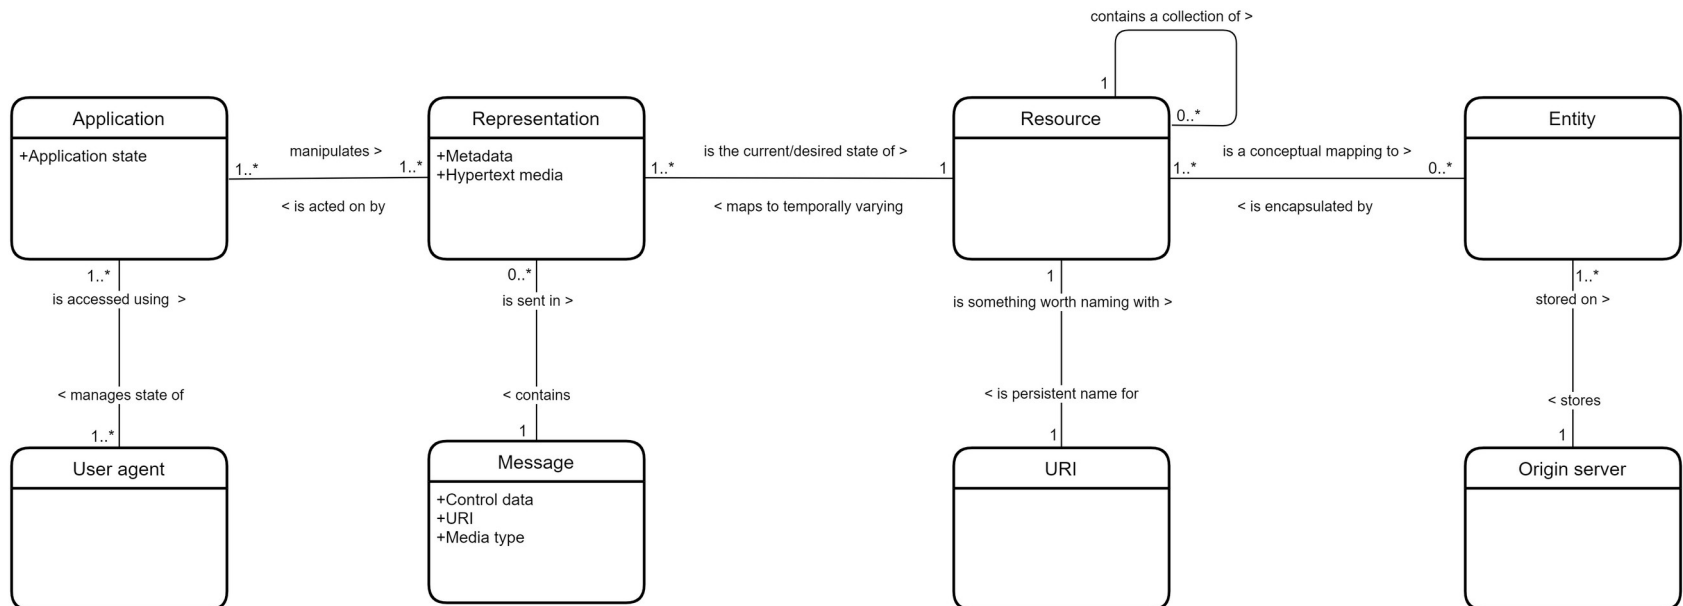 contains a collection of >
1
0..*
Application
+Application state
1..*
manipulates >
1..*
< is acted on by
Representation
+Metadata
+Hypertext media
1..*
is the current/desired state of >
1
< maps to temporally varying
Resource
1..*
is a conceptual mapping to >
0..*
< is encapsulated by
Entity
1..*
is accessed using >
< manages state of
1..*
User agent
0..*
is sent in >
< contains
1
Message
+Control data
+URI
+Media type
1
is something worth naming with >
< is persistent name for
1
URI
1..*
stored on >
< stores
1
Origin server